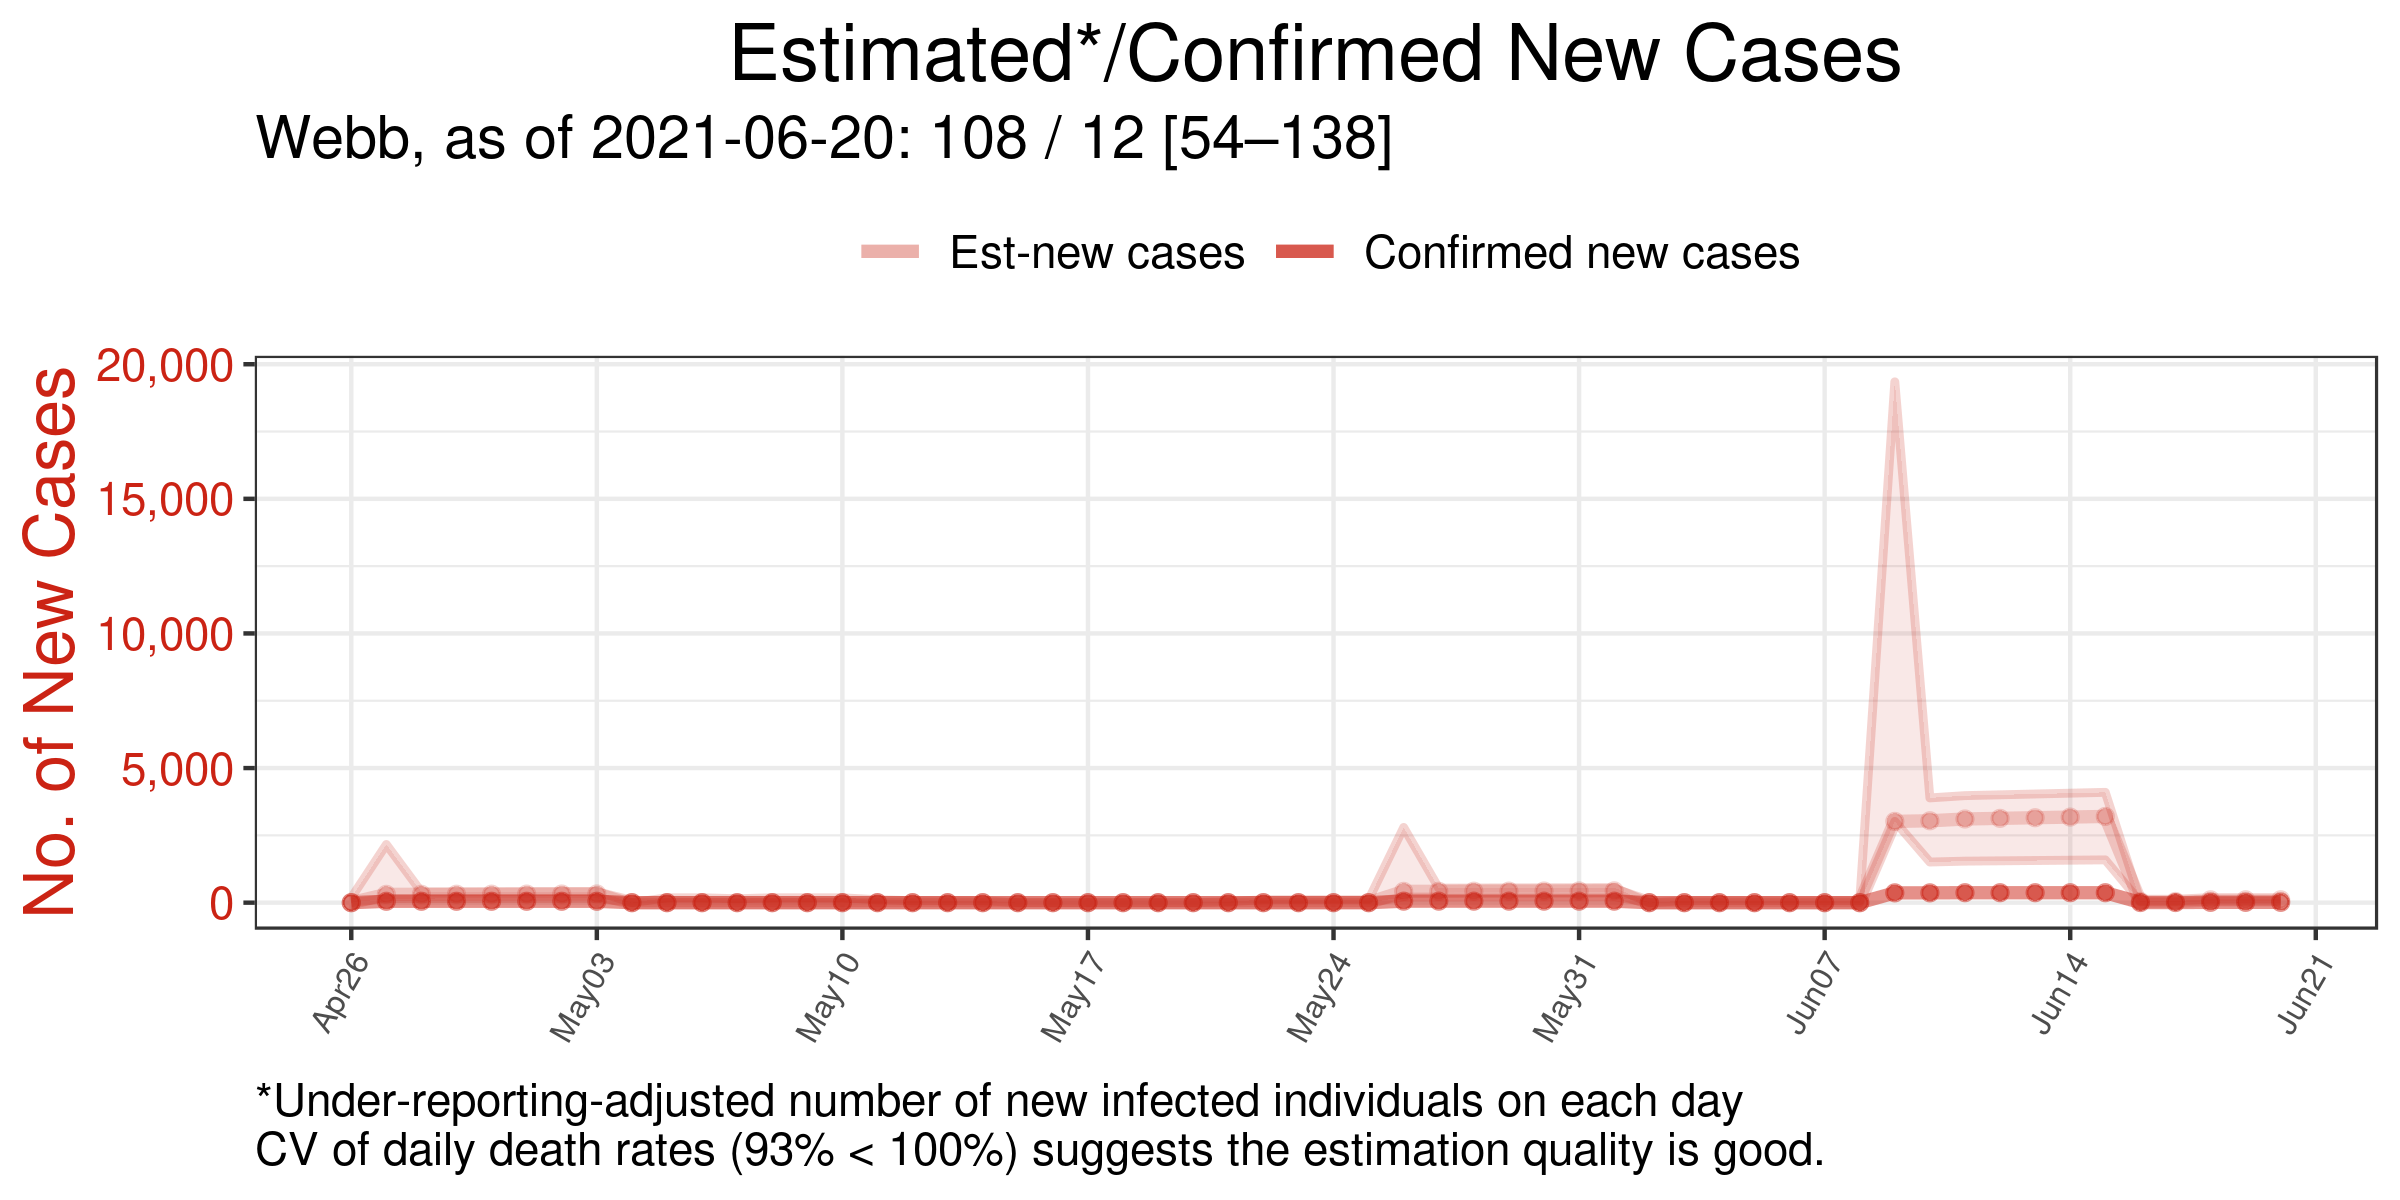 Estimated*/Confirmed New Cases
Webb, as of 2021-06-20: 108 / 12 [54–138]
Est-new cases Confirmed new cases
No. of New Cases
20,000
15,000
10,000
5,000
0
Apr26 May03 May10 May17 May24 May31 Jun07 Jun14 Jun21
*Under-reporting-adjusted number of new infected individuals on each day
CV of daily death rates (93% < 100%) suggests the estimation quality is good.